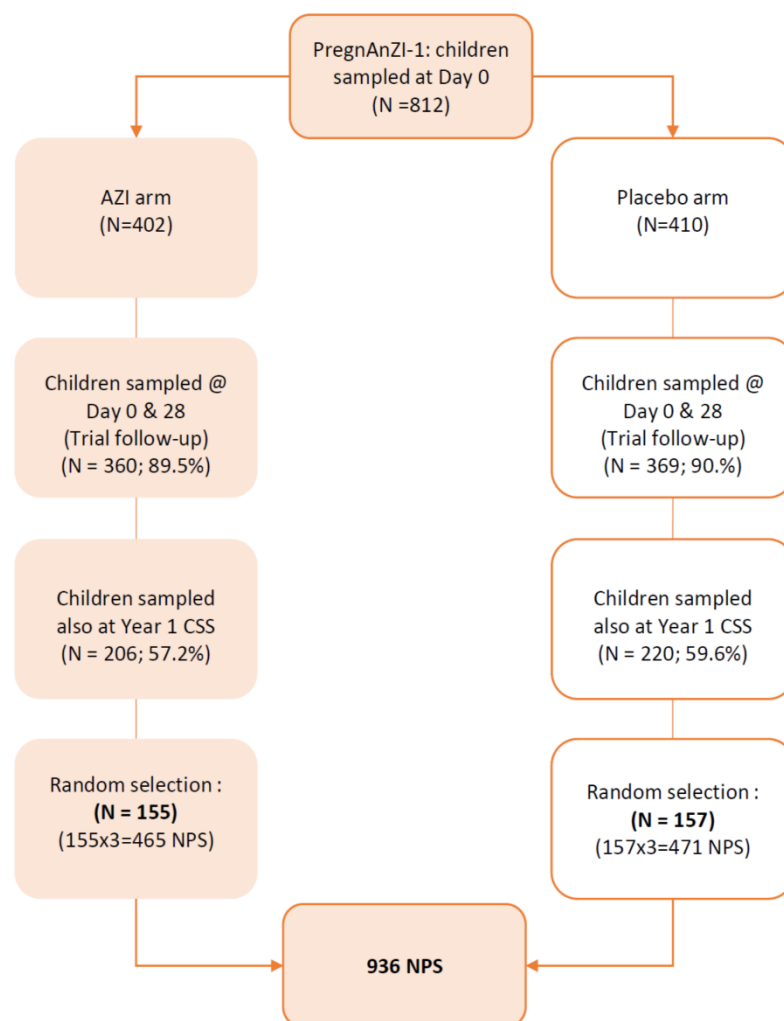 PregnAnZI-1: children
sampled at Day 0
(N =812)
AZI arm
(N=402)
Placebo arm
(N=410)
Children sampled @
Day 0 & 28
(Trial follow-up)
(N = 360; 89.5%)
Children sampled @
Day 0 & 28
(Trial follow-up)
(N = 369; 90.%)
Children sampled
also at Year 1 CSS
(N = 206; 57.2%)
Children sampled
also at Year 1 CSS
(N = 220; 59.6%)
Random selection :
(N = 155)
(155x3=465 NPS)
Random selection :
(N = 157)
(157x3=471 NPS)
936 NPS